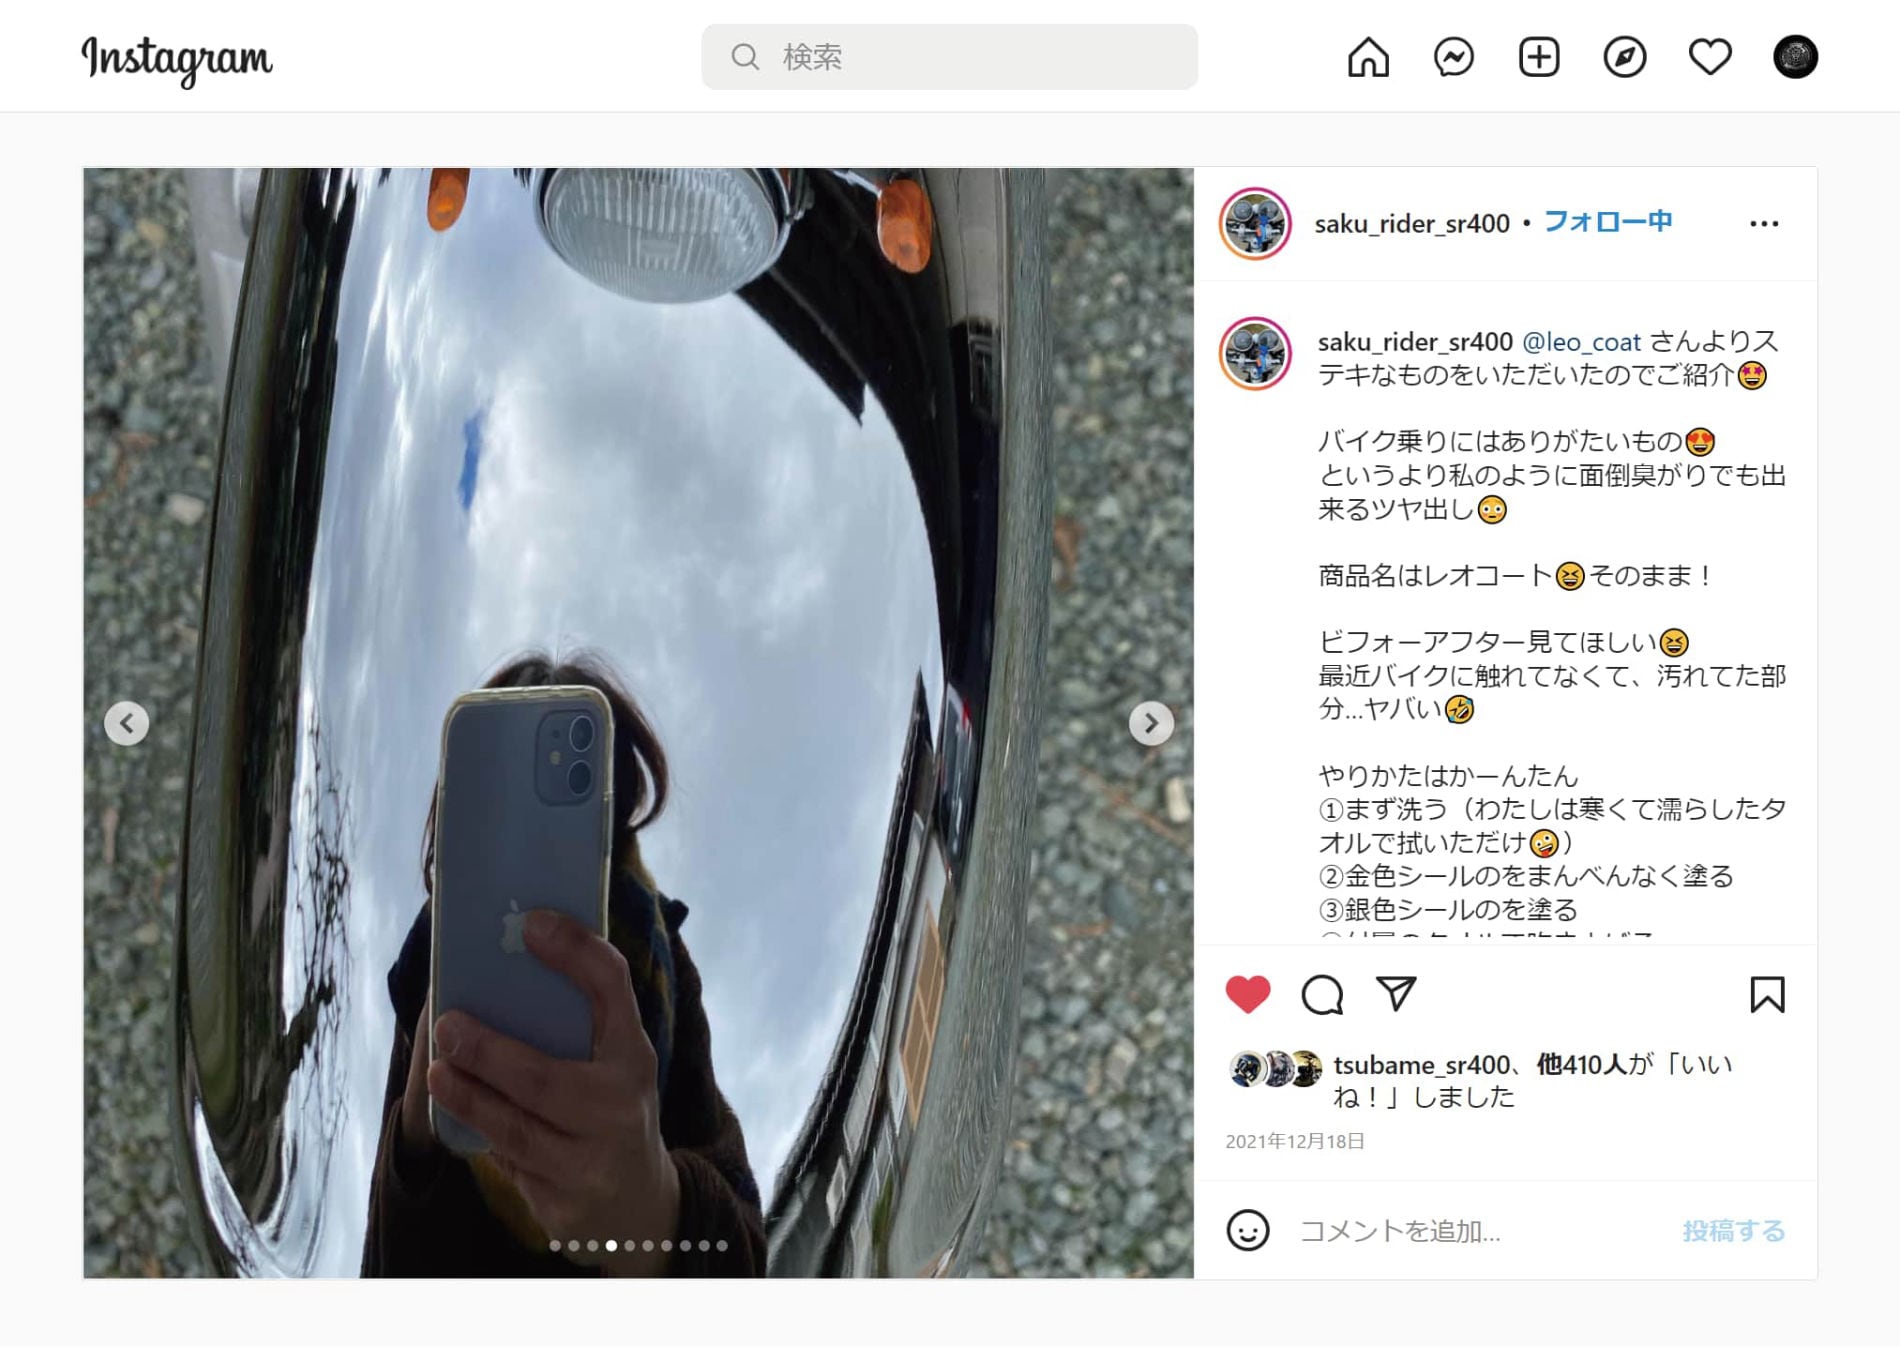 Instagram
検索
saku_rider_sr400 • フォロー中
saku_rider_sr400 @leo_coat さんよりス
テキなものをいただいたのでご紹介🤩
バイク乗りにはありがたいもの😍
というより私のように面倒臭がりでも出
来るツヤ出し😳
商品名はレオコート😆そのまま！
ビフォーアフター見てほしい😆
最近バイクに触れてなくて、汚れてた部
分...ヤバい🤣
やりかたはかーんたん
①まず洗う（わたしは寒くて濡らしたタ
オルで拭いただけ🤪）
②金色シールのをまんべんなく塗る
③銀色シールのを塗る
tsubame_sr400、他410人が「いい
ね！」しました
2021年12月18日
コメントを追加...
投稿する